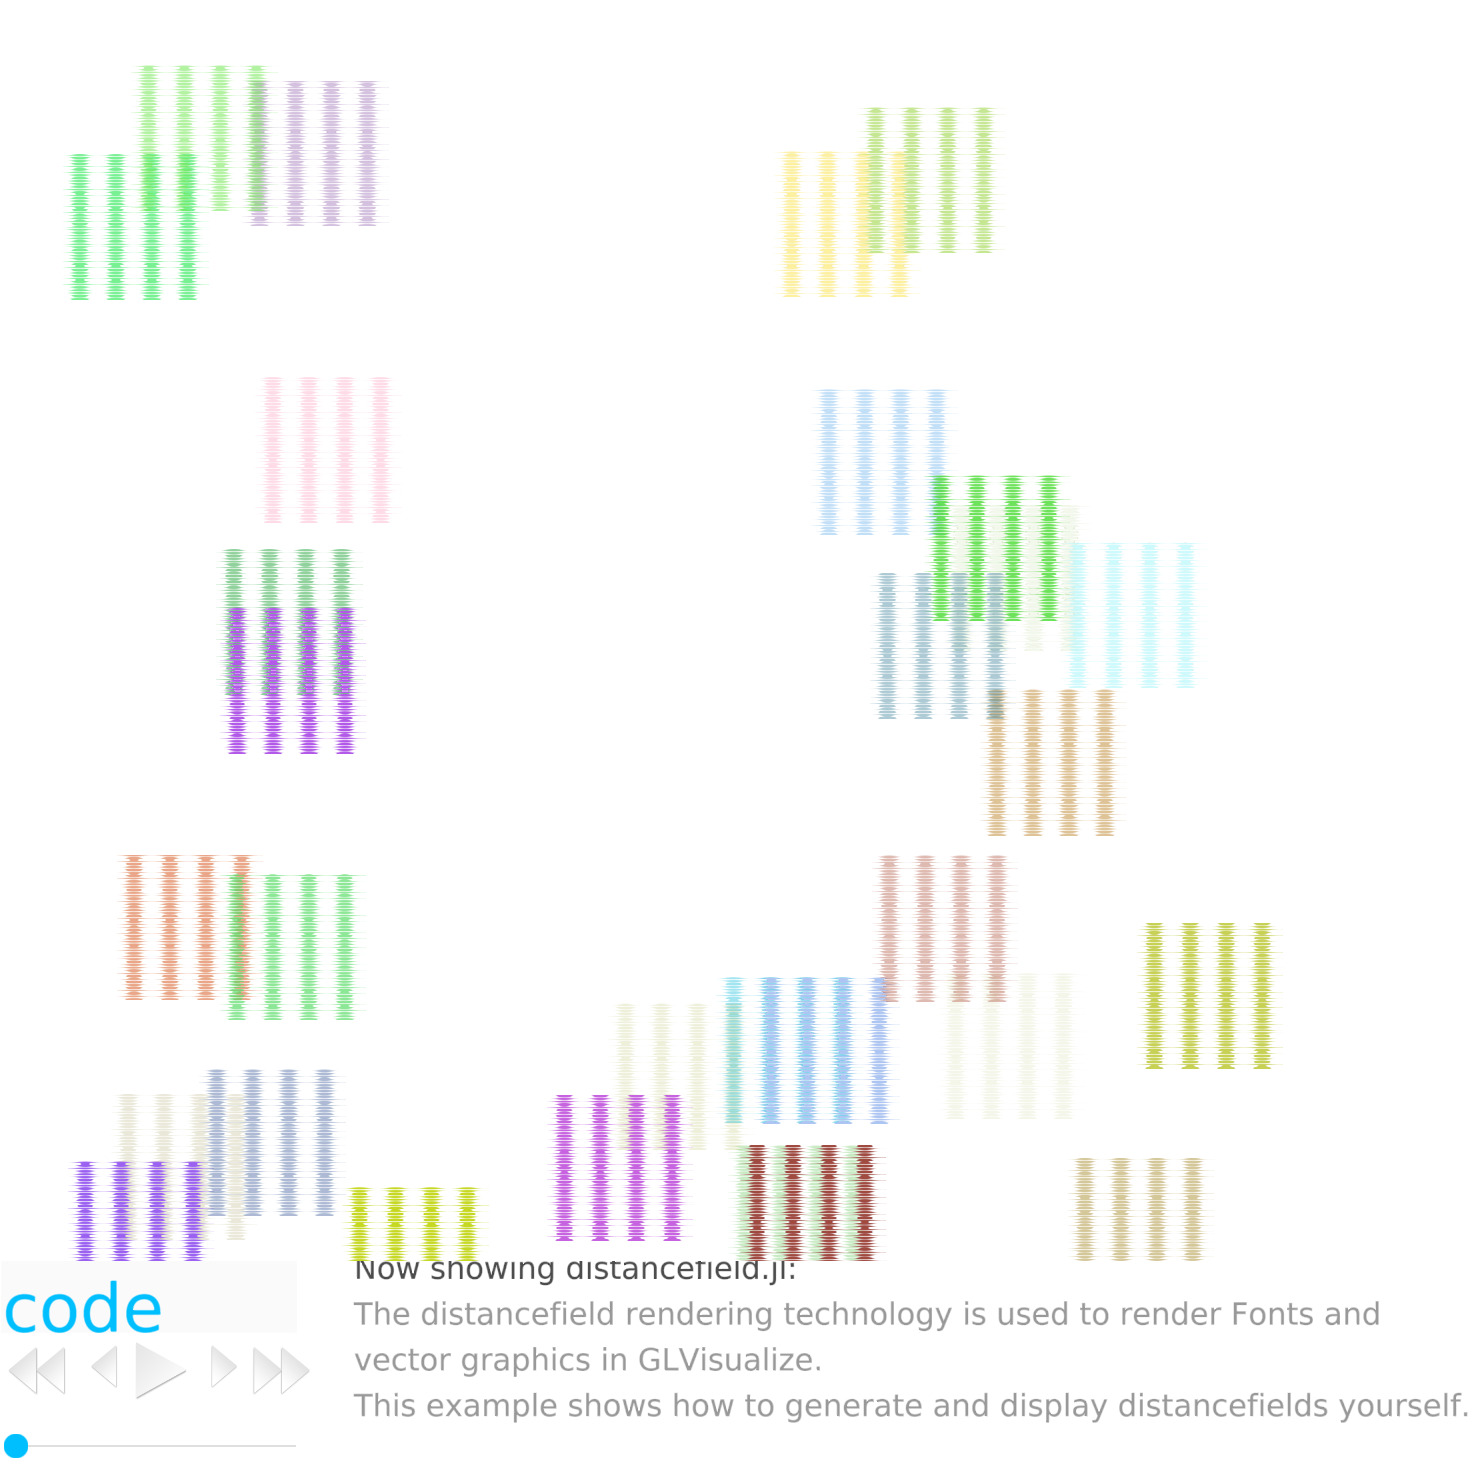 Now showing distancefield.jl:
code
The distancefield rendering technology is used to render Fonts and
vector graphics in GLVisualize.
This example shows how to generate and display distancefields yourself.